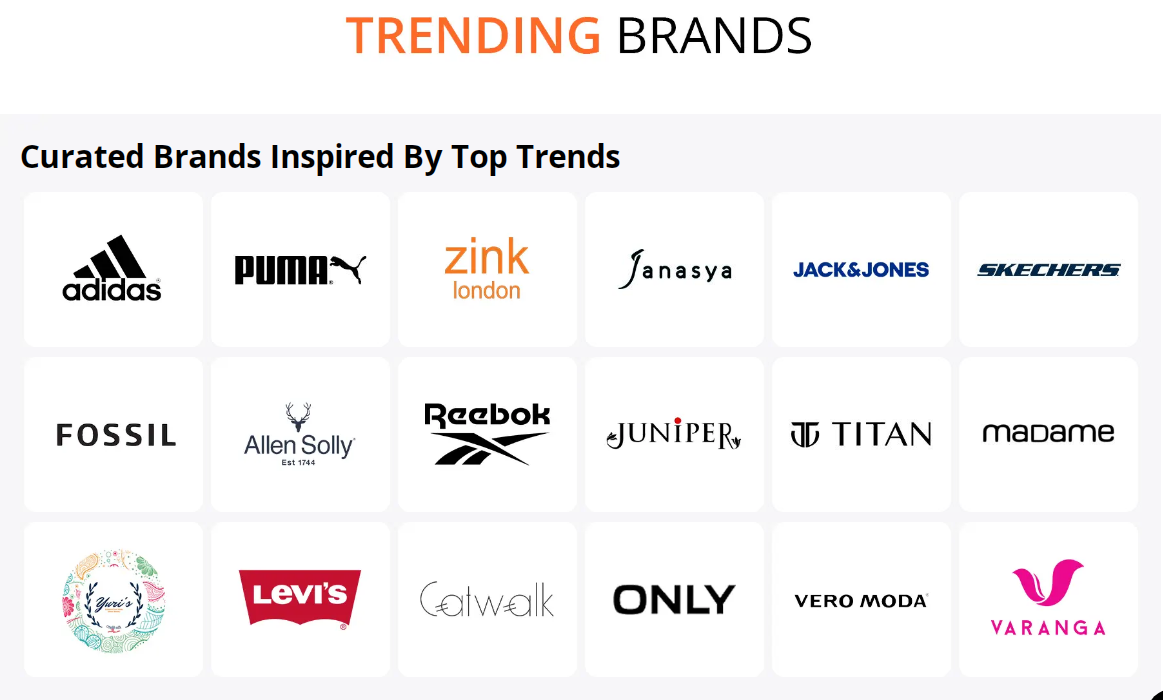 TRENDING BRANDS
Curated Brands Inspired By Top Trends
adidas
PUMA
zink
london
Janasya
JACK&JONES
SKECHERS
FOSSIL
Allen Solly
Est 1744
Reebok
JUNIPER
TITAN
madame
Yuri's
LEVI'S
Catwalk
ONLY
VERO MODA
VARANGA